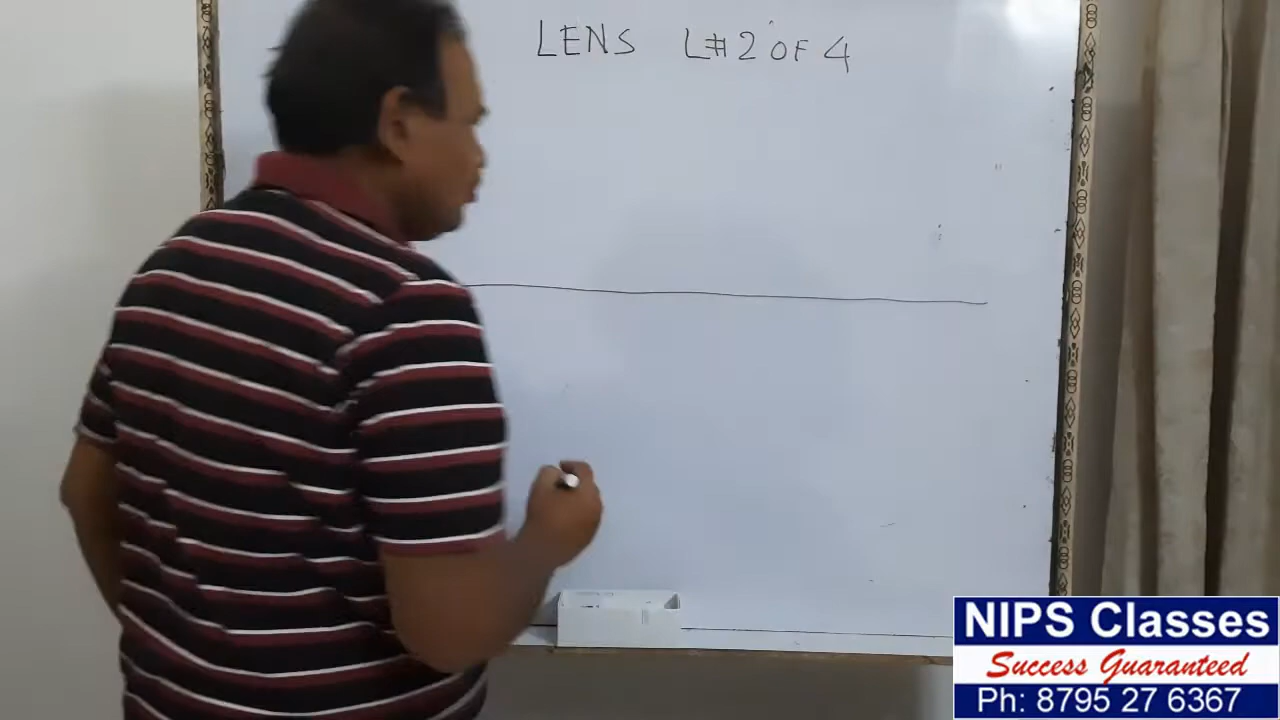 LENS L#2 OF 4
NIPS Classes
Success Guaranteed
Ph: 8795 27 6367